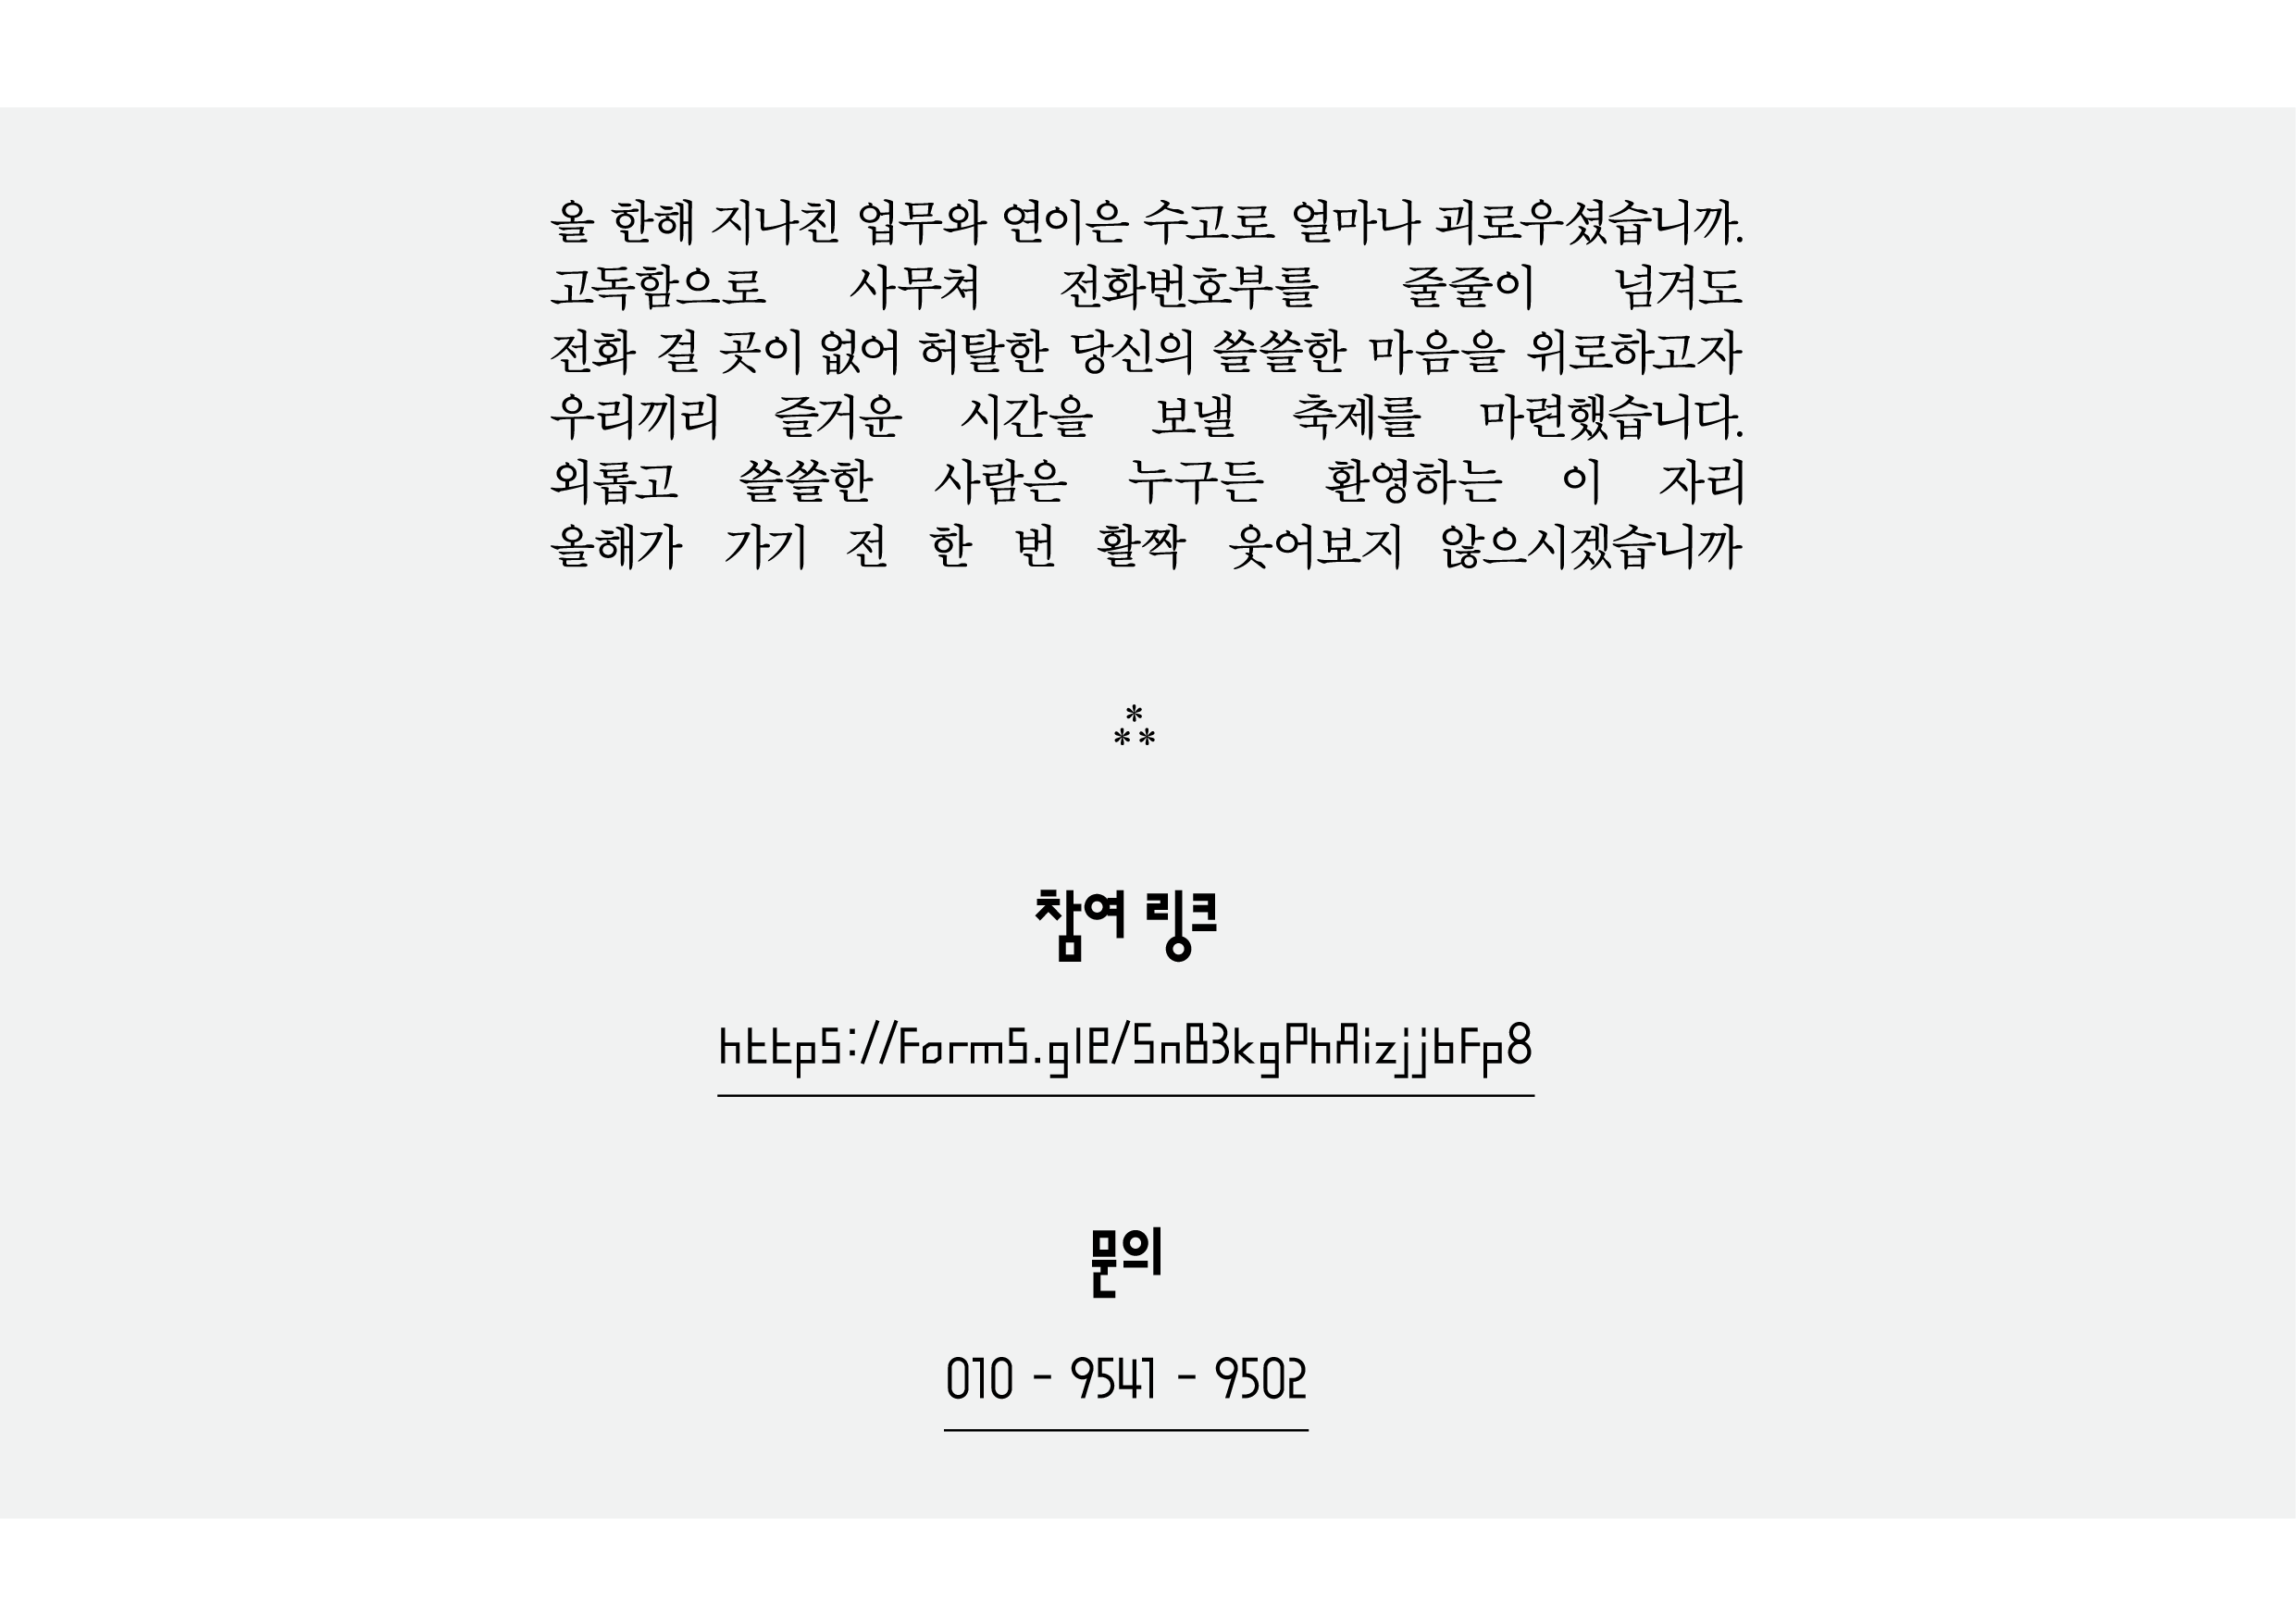 올 한해 지나친 업무와 연이은 수고로 얼마나 괴로우셨습니까.
고독함으로 사무쳐 전화번호부를 줄줄이 넘겨도
전화 걸 곳이 없어 허탈한 당신의 쓸쓸한 마음을 위로하고자
우리끼리 즐거운 시간을 보낼 축제를 마련했습니다.
외롭고 쓸쓸한 사람은 누구든 환영하는 이 자리
올해가 가기 전 한 번 활짝 웃어보지 않으시겠습니까
⁂
참여 링크
https://forms.gle/SnB3kgPhAizjjbFp8
문의
010 - 9541 - 9502